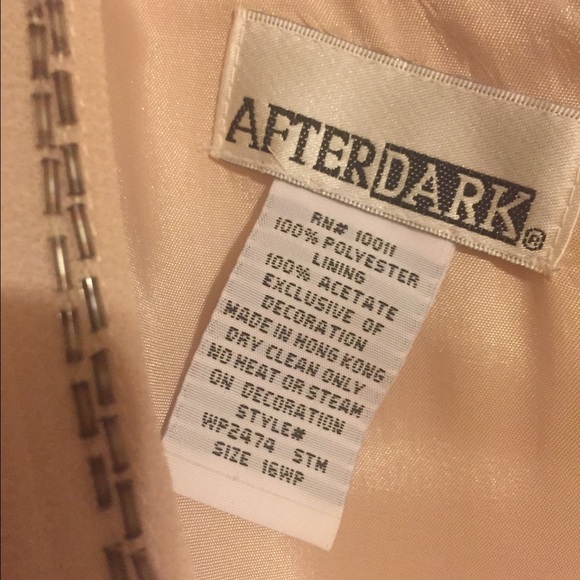 AFTER DARK®
RN# 10011
100% POLYESTER
LINING
100% ACETATE
EXCLUSIVE OF
DECORATION
MADE IN HONG KONG
DRY CLEAN ONLY
NO HEAT OR STEAM
ON DECORATION
STYLE#
WP2474 STM
SIZE 16WP